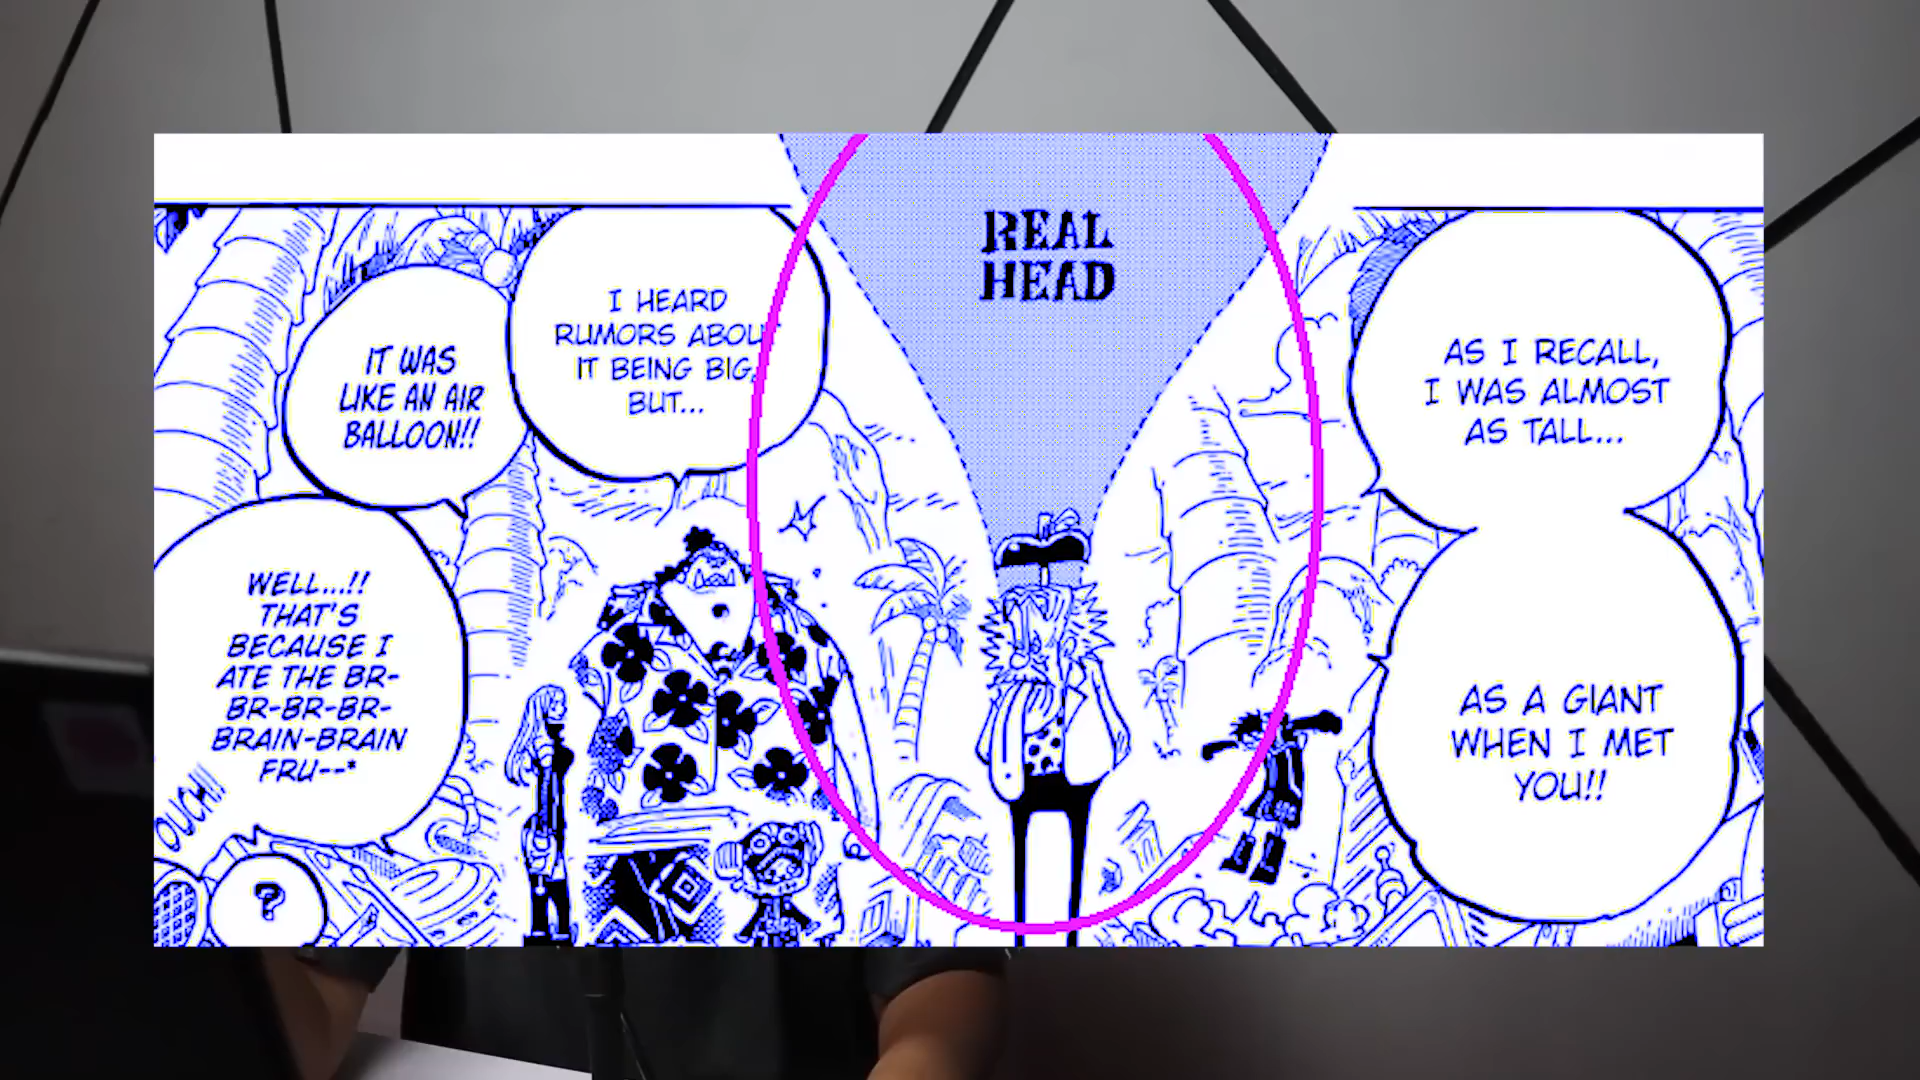 REAL
HEAD
I HEARD
RUMORS ABOU
IT BEING BIG,
BUT...
IT WAS
LIKE AN AIR
BALLOON!!
WELL...!!
THAT'S
BECAUSE I
ATE THE BR-
BR-BR-BR-
BRAIN-BRAIN
FRU--*
OUCH!!
?
AS I RECALL,
I WAS ALMOST
AS TALL...
AS A GIANT
WHEN I MET
YOU!!